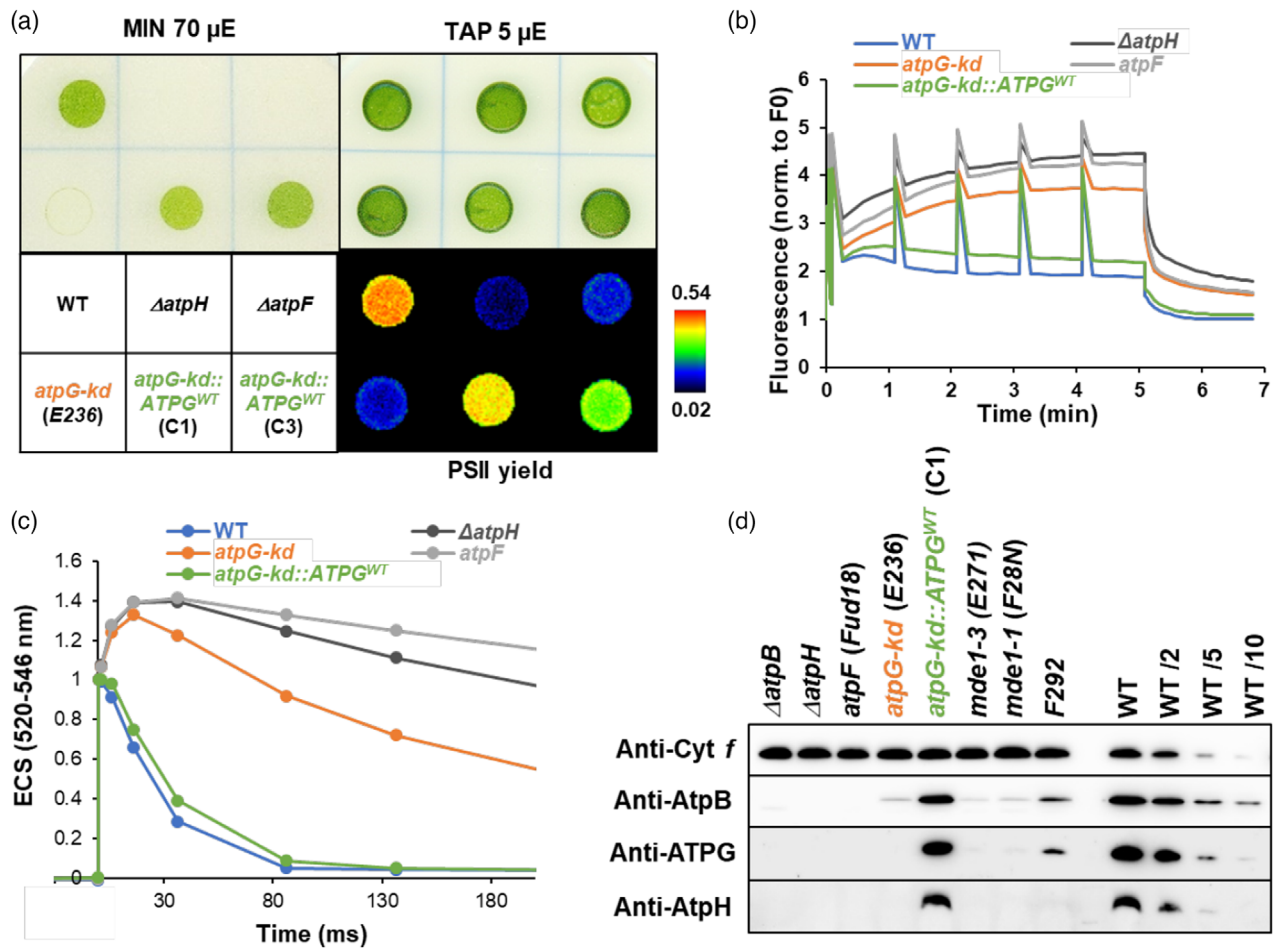 (a)
MIN 70 µE
TAP 5 µE
WT
ΔatpH
ΔatpF
atpG-kd
(E236)
atpG-kd::
ATPG^WT
(C1)
atpG-kd::
ATPG^WT
(C3)
0.54
0.02
PSII yield
(b)
WT
ΔatpH
atpG-kd
atpF
atpG-kd::ATPG^WT
Fluorescence (norm. to F0)
6
5
4
3
2
1
0
0 1 2 3 4 5 6 7
Time (min)
(c)
WT
ΔatpH
atpG-kd
atpF
atpG-kd::ATPG^WT
ECS (520-546 nm)
1.6
1.4
1.2
1
0.8
0.6
0.4
0.2
0
30 80 130 180
Time (ms)
(d)
ΔatpB
ΔatpH
atpF (Fud18)
atpG-kd (E236)
atpG-kd::ATPG^WT (C1)
mde1-3 (E271)
mde1-1 (F28N)
F292
WT
WT /2
WT /5
WT /10
Anti-Cyt f
Anti-AtpB
Anti-ATPG
Anti-AtpH